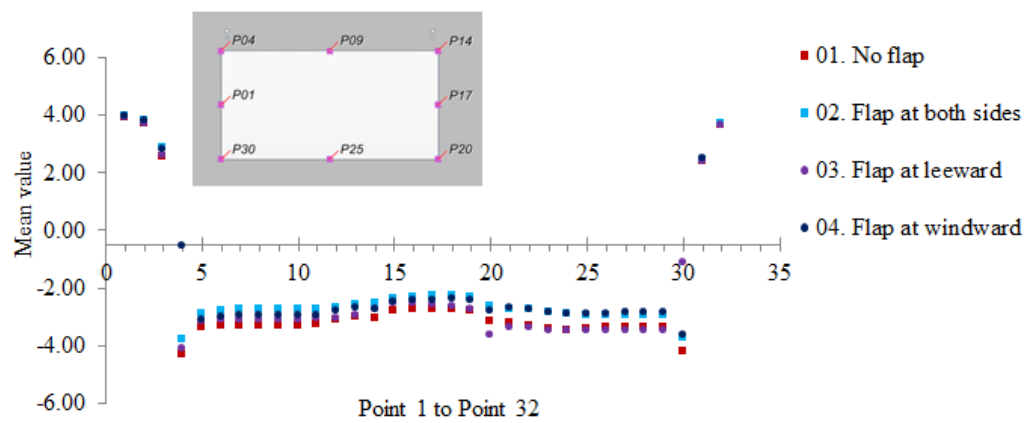 P04 P09 P14
P01 P17
P30 P25 P20
6.00
4.00
2.00
0.00
-2.00
-4.00
-6.00
Mean value
0 5 10 15 20 25 30 35
Point 1 to Point 32
01. No flap
02. Flap at both sides
03. Flap at leeward
04. Flap at windward